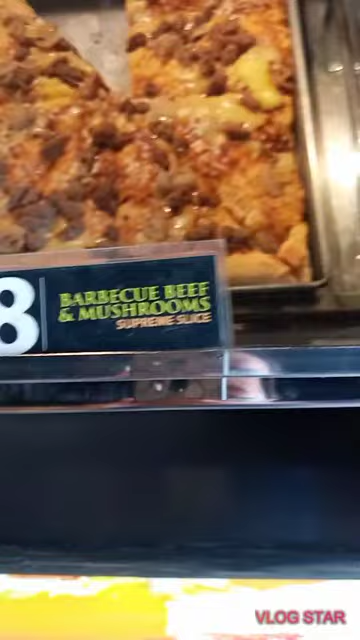 8
BARBECUE BEEF
& MUSHROOMS
SUPREME SLICE
VLOG STAR